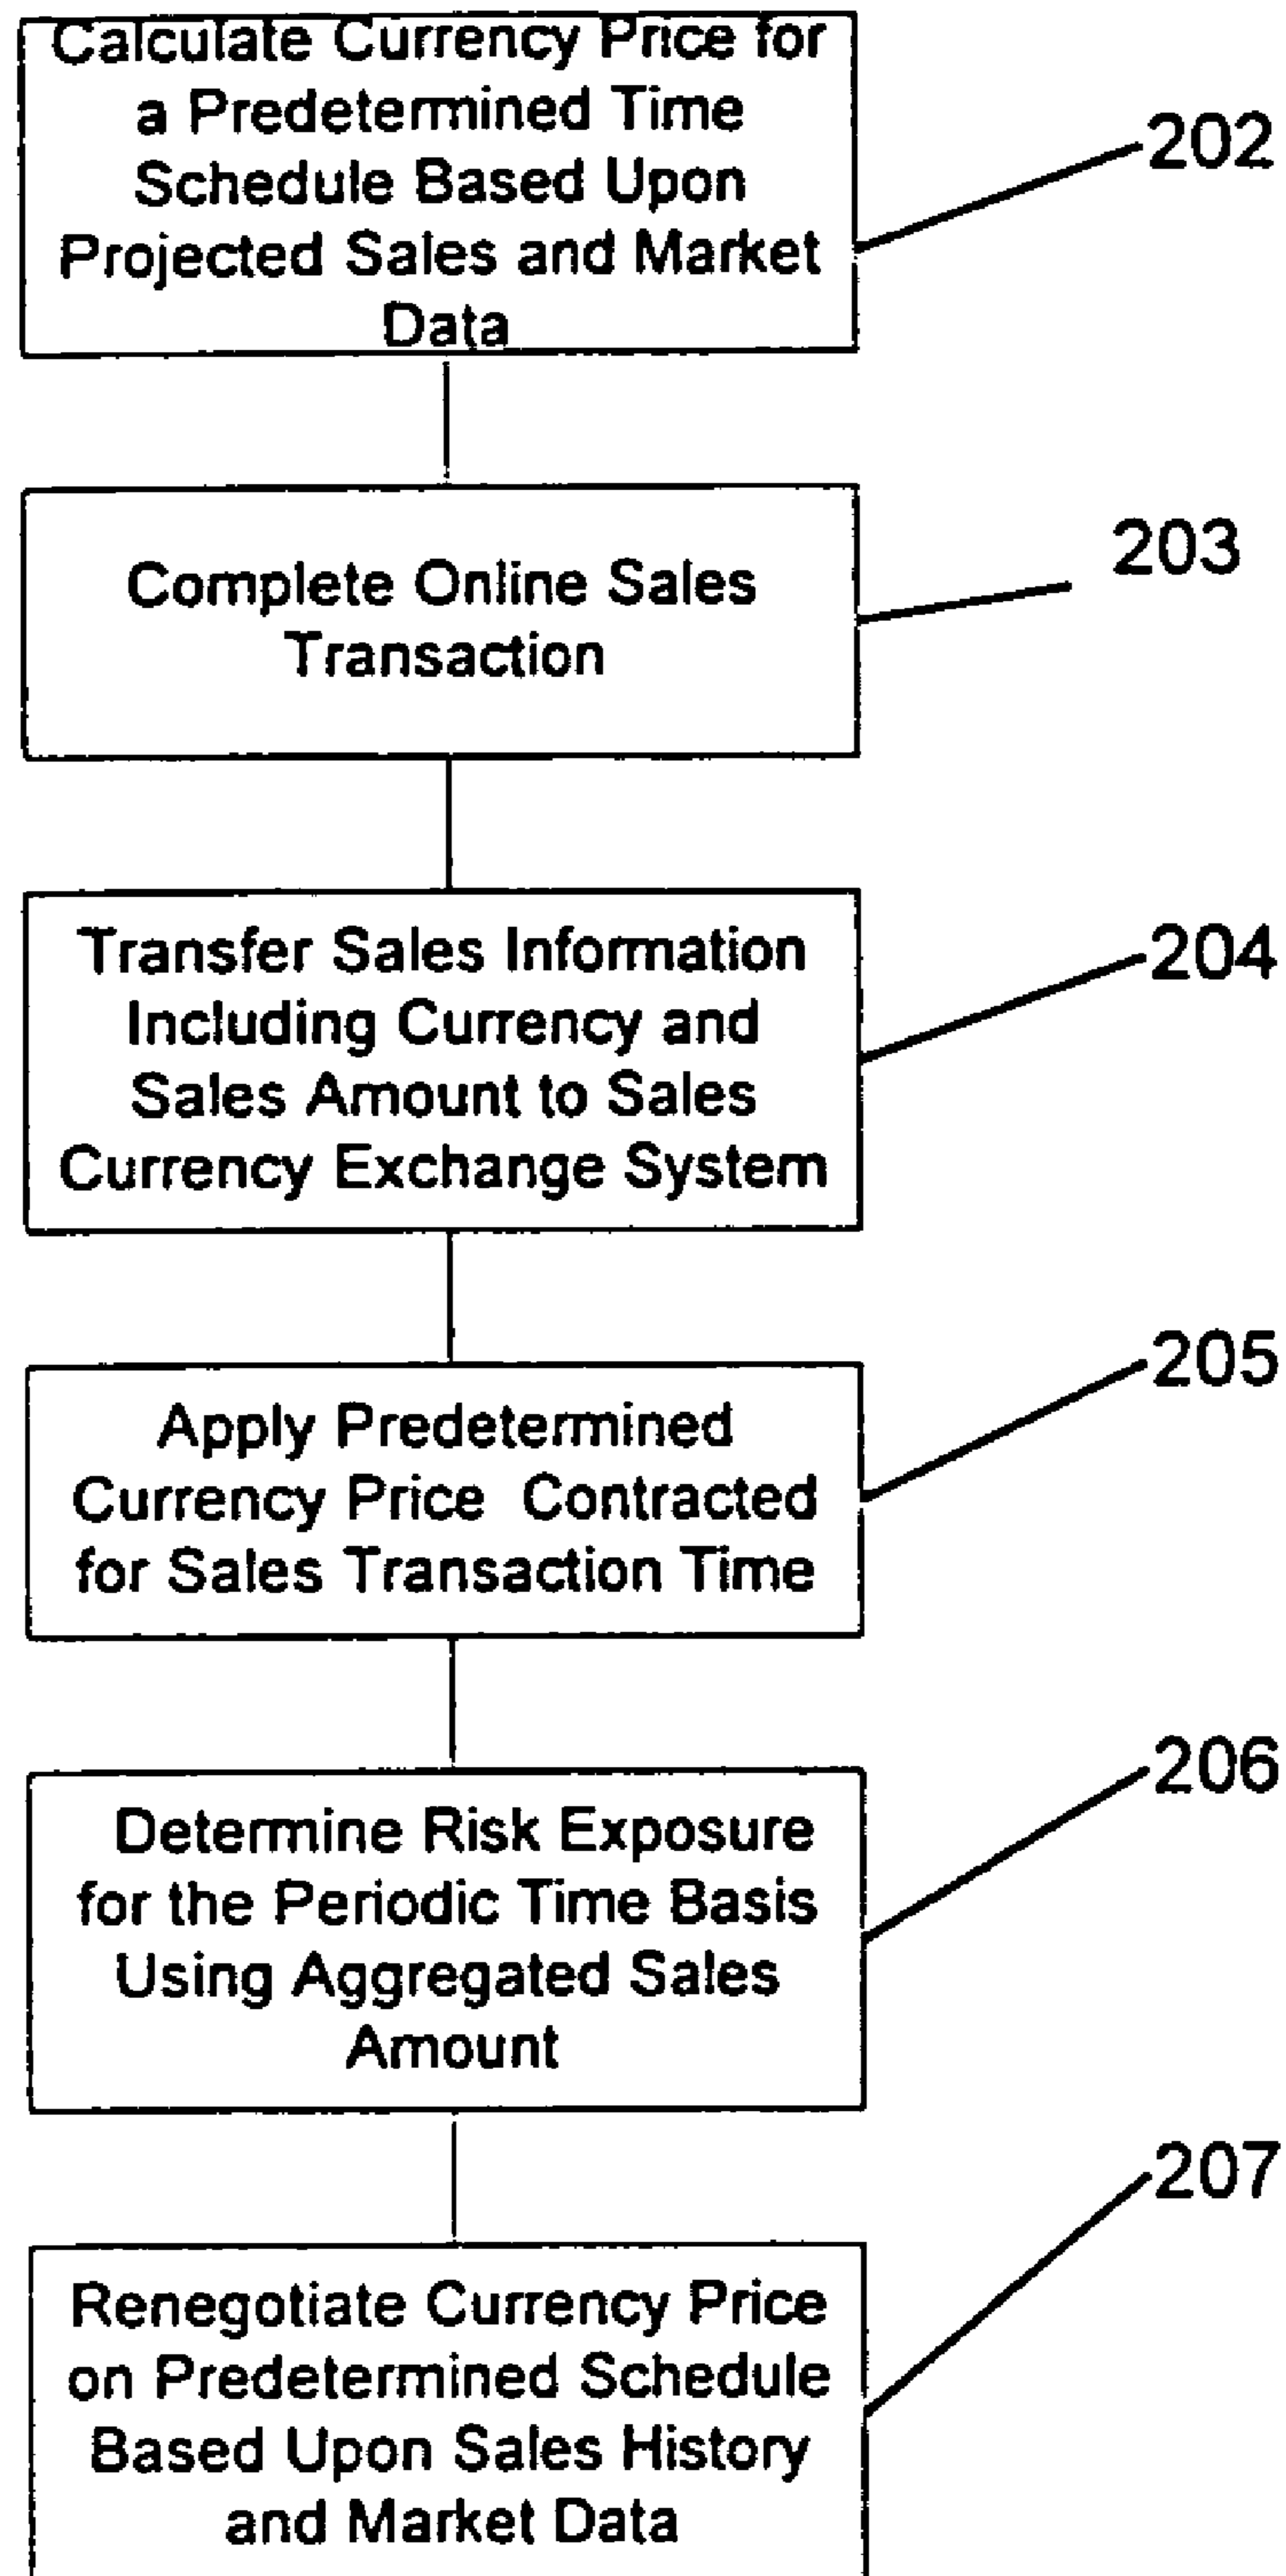 Calculate Currency Price for
a Predetermined Time
Schedule Based Upon
Projected Sales and Market
Data
202
Complete Online Sales
Transaction
203
Transfer Sales Information
Including Currency and
Sales Amount to Sales
Currency Exchange System
204
Apply Predetermined
Currency Price Contracted
for Sales Transaction Time
205
Determine Risk Exposure
for the Periodic Time Basis
Using Aggregated Sales
Amount
206
Renegotiate Currency Price
on Predetermined Schedule
Based Upon Sales History
and Market Data
207